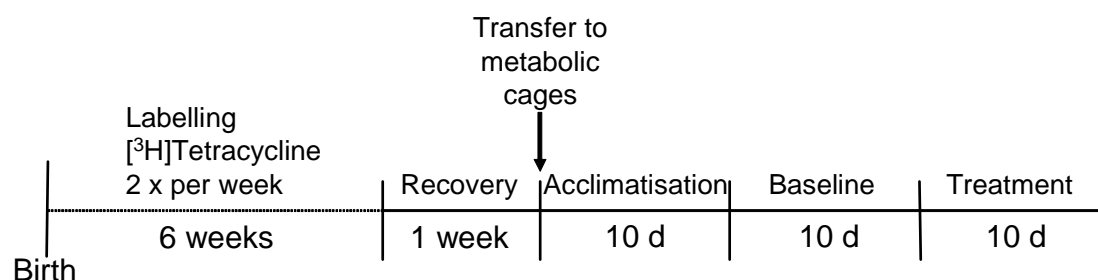 Transfer to
metabolic
cages
Labelling
[³H]Tetracycline
2 x per week
Recovery
Acclimatisation
Baseline
Treatment
6 weeks
1 week
10 d
10 d
10 d
Birth